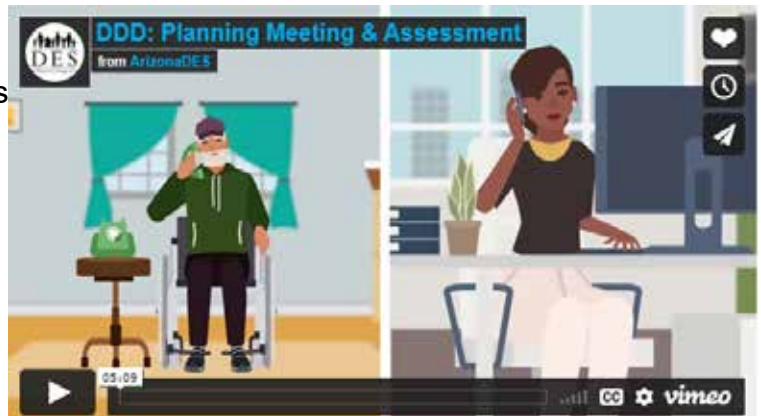 DDD: Planning Meeting & Assessment
DES
from ArizonaDES
s
05:09
CC
vimeo